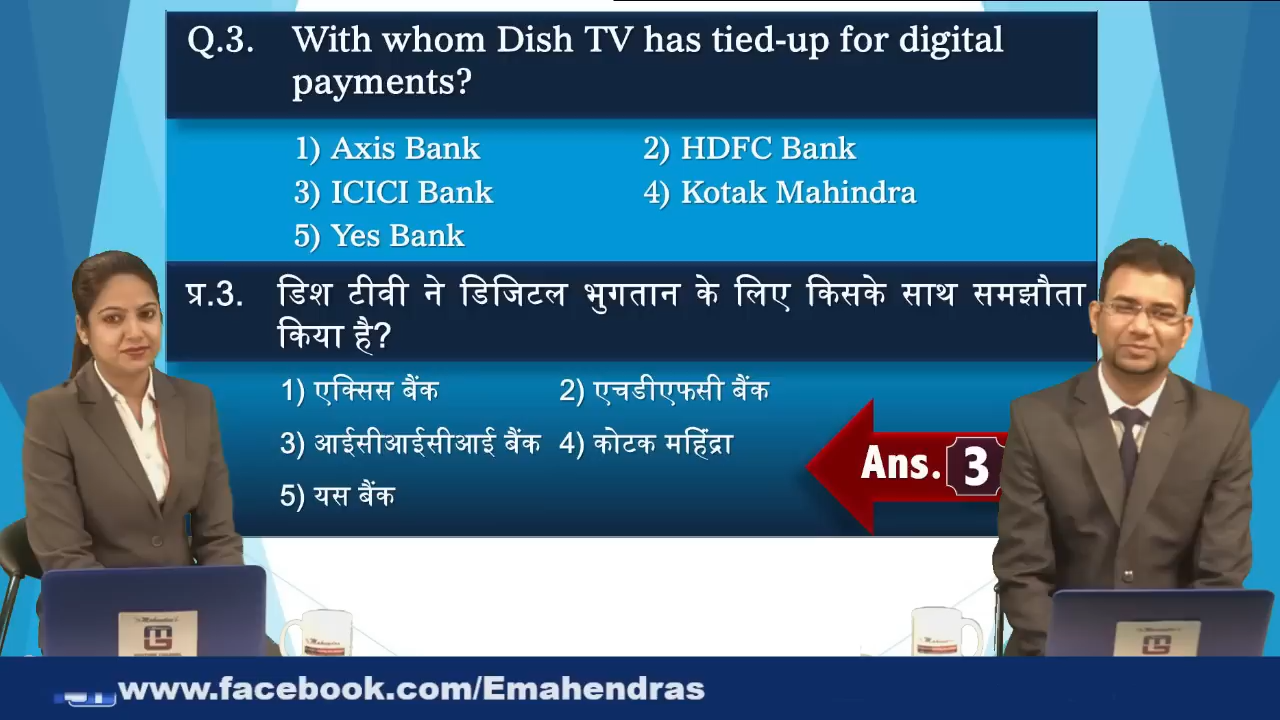 Q.3. With whom Dish TV has tied-up for digital
payments?
1) Axis Bank 2) HDFC Bank
3) ICICI Bank 4) Kotak Mahindra
5) Yes Bank
प्र.3. डिश टीवी ने डिजिटल भुगतान के लिए किसके साथ समझौता
किया है?
1) एक्सिस बैंक 2) एचडीएफसी बैंक
3) आईसीआईसीआई बैंक 4) कोटक महिंद्रा
5) यस बैंक
Ans. 3
www.facebook.com/Emahendras